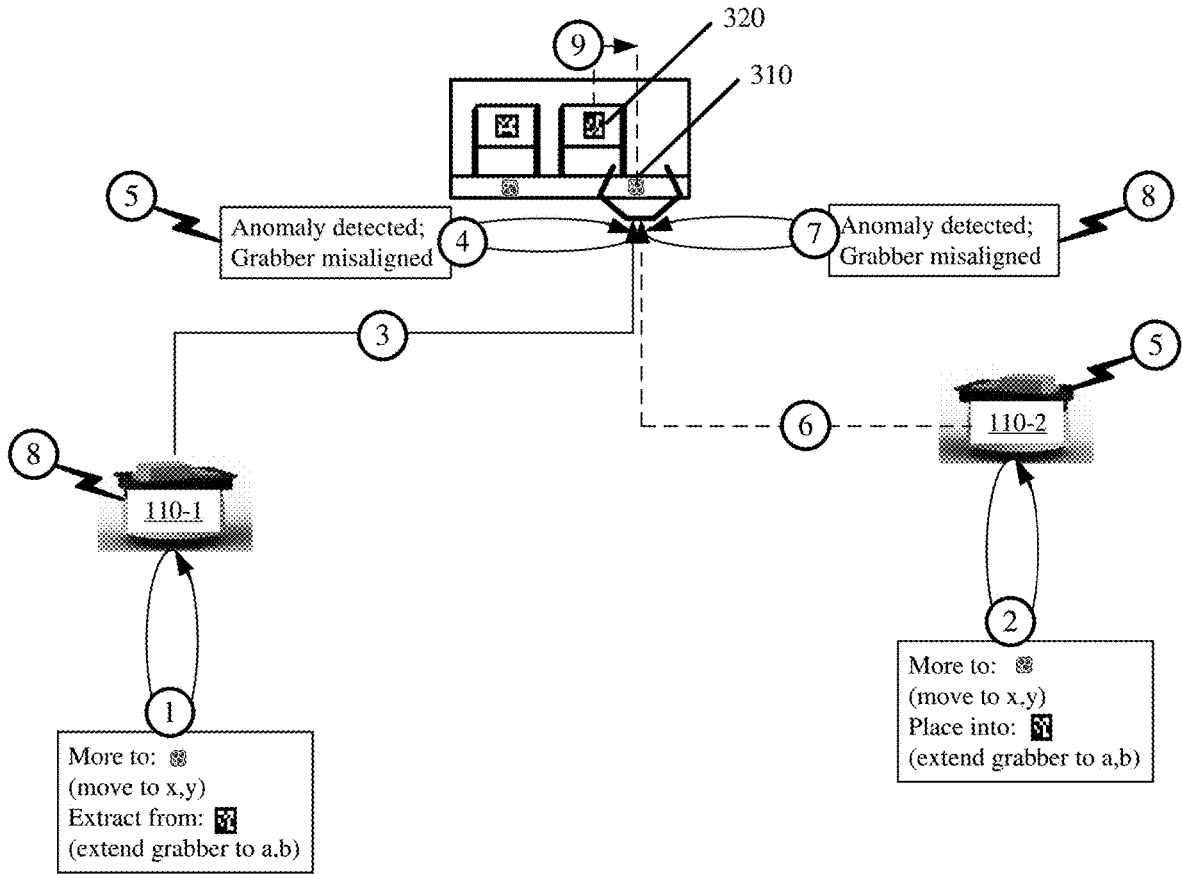 9
320
310
5
8
Anomaly detected;
Grabber misaligned
4
7
Anomaly detected;
Grabber misaligned
3
5
110-2
6
8
110-1
2
More to:
(move to x,y)
Place into:
(extend grabber to a,b)
1
More to:
(move to x,y)
Extract from:
(extend grabber to a,b)